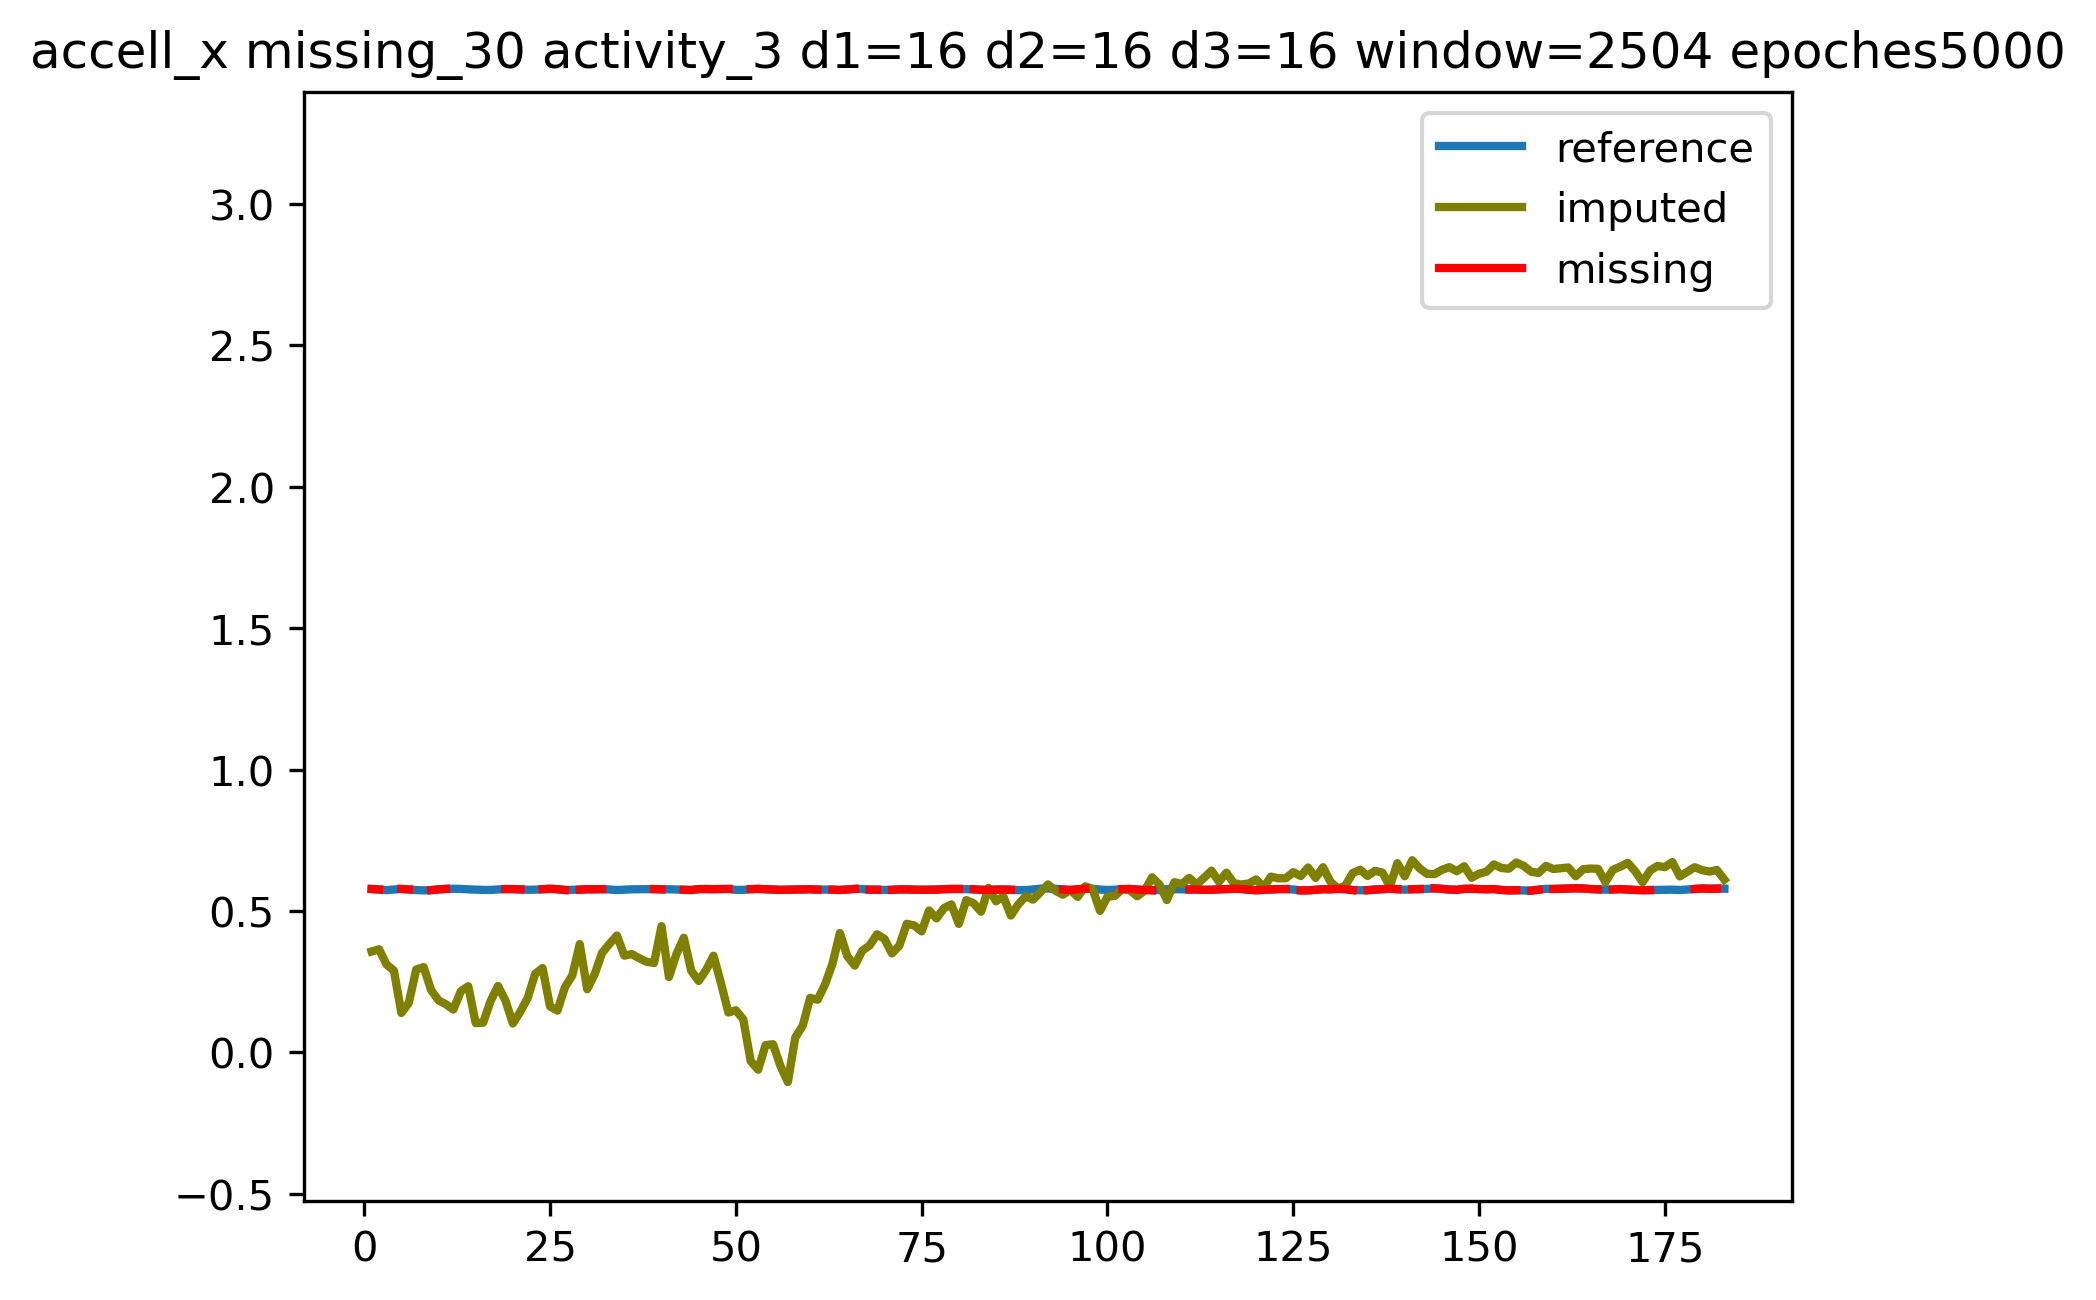 accell_x missing_30 activity_3 d1=16 d2=16 d3=16 window=2504 epoches5000
reference
imputed
missing
3.0
2.5
2.0
1.5
1.0
0.5
0.0
−0.5
0 25 50 75 100 125 150 175